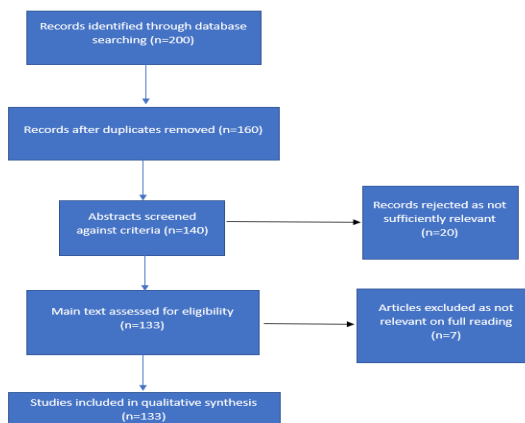 Records identified through database
searching (n=200)
Records after duplicates removed (n=160)
Abstracts screened
against criteria (n=140)
Records rejected as not
sufficiently relevant
(n=20)
Main text assessed for eligibility
(n=133)
Articles excluded as not
relevant on full reading
(n=7)
Studies included in qualitative synthesis
(n=133)